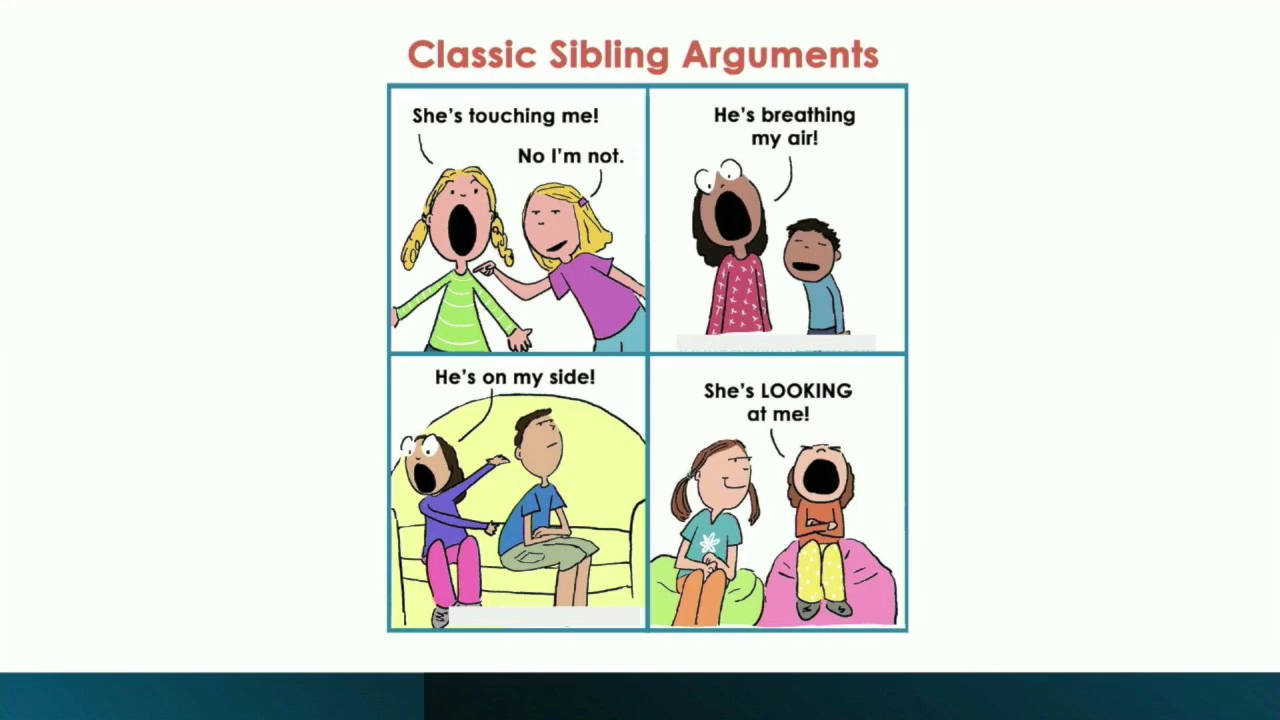 Classic Sibling Arguments
She's touching me!
No I'm not.
He's breathing
my air!
He's on my side!
She's LOOKING
at me!